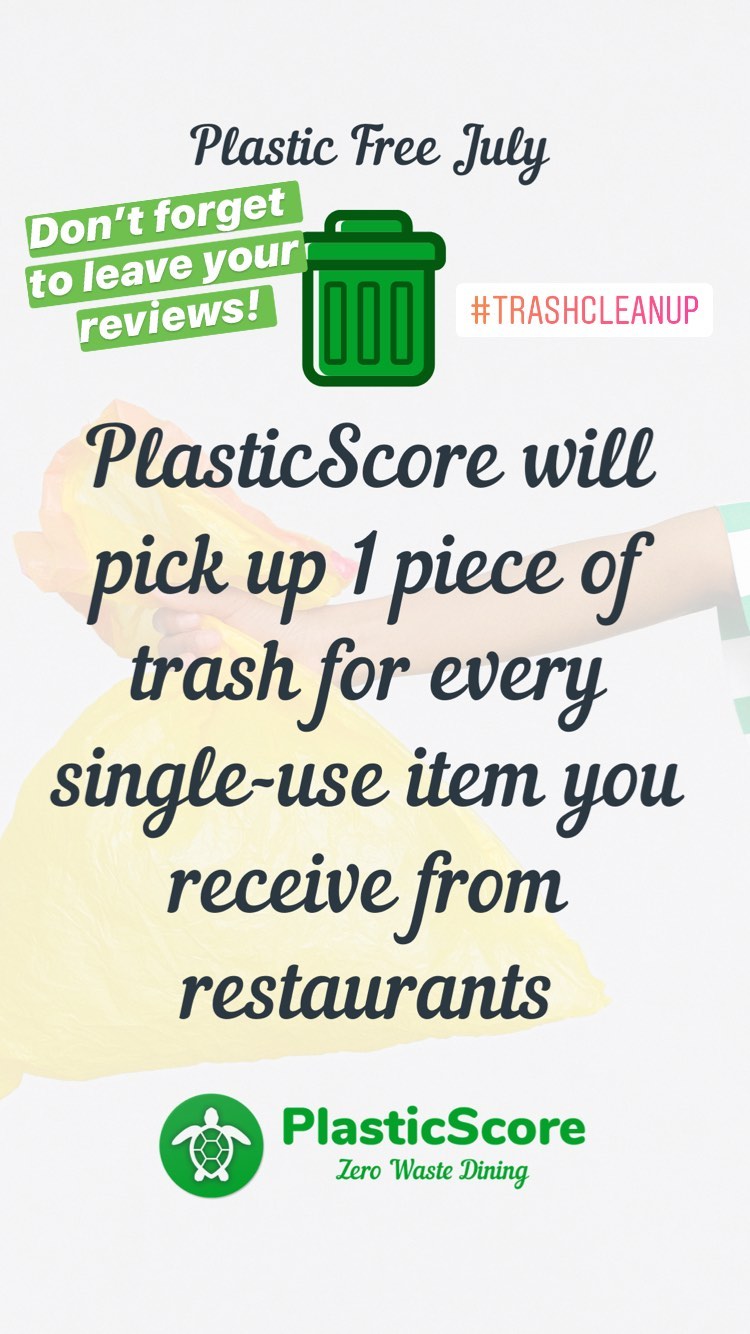 Plastic Free July
Don't forget
to leave your
reviews!
#TRASHCLEANUP
PlasticScore will
pick up 1 piece of
trash for every
single-use item you
receive from
restaurants
PlasticScore
Zero Waste Dining